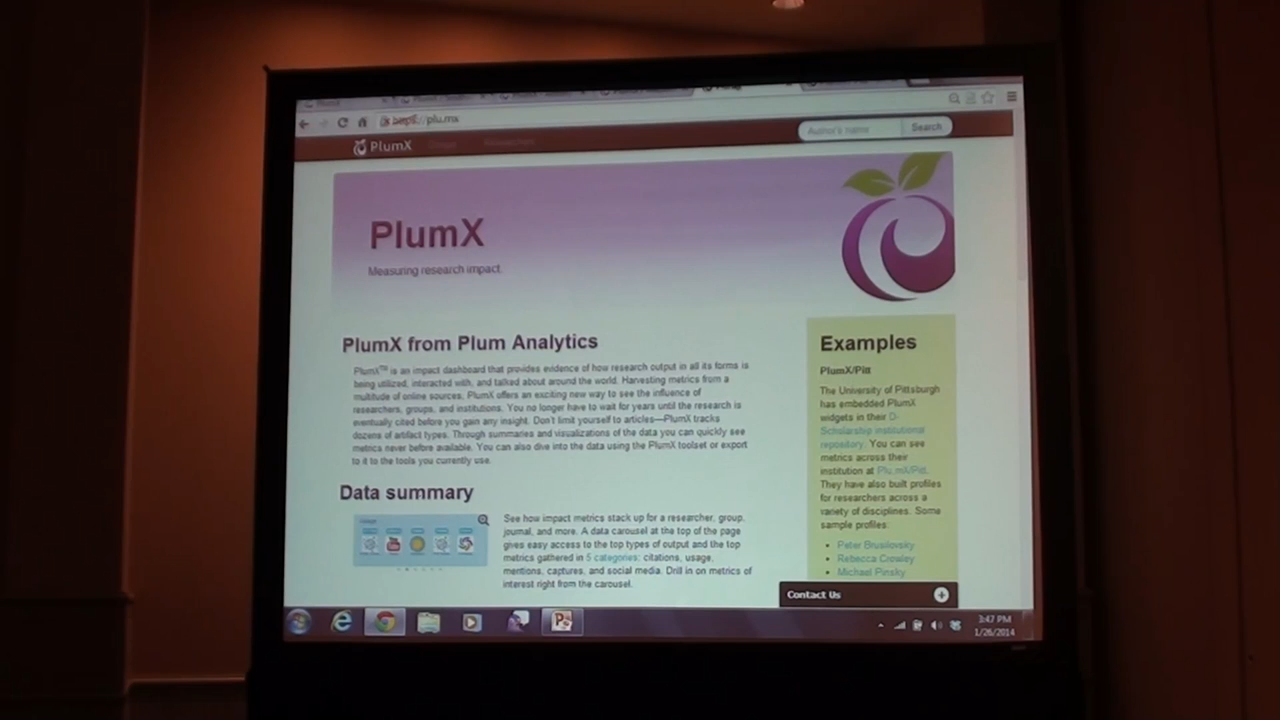 https://plu.mx
PlumX
Author's name
Search
PlumX
Measuring research impact.
PlumX from Plum Analytics
PlumX™ is an impact dashboard that provides evidence of how research output in all its forms is
being utilized, interacted with, and talked about around the world. Harvesting metrics from a
multitude of online sources, PlumX offers an exciting new way to see the influence of
researchers, groups, and institutions. You no longer have to wait for years until the research is
eventually cited before you gain any insight. Don't limit yourself to articles—PlumX tracks
dozens of artifact types. Through summaries and visualizations of the data you can quickly see
metrics never before available. You can also dive into the data using the PlumX toolset or export
to it to the tools you currently use.
Data summary
See how impact metrics stack up for a researcher, group,
journal, and more. A data carousel at the top of the page
gives easy access to the top types of output and the top
metrics gathered in 5 categories: citations, usage,
mentions, captures, and social media. Drill in on metrics of
interest right from the carousel.
Examples
PlumX/Pitt
The University of Pittsburgh
has embedded PlumX
widgets in their D-
Scholarship institutional
repository. You can see
metrics across their
institution at Plu.mX/Pitt.
They have also built profiles
for researchers across a
variety of disciplines. Some
sample profiles:
Peter Brusilovsky
Rebecca Crowley
Michael Pinsky
Contact Us
3:47 PM
1/26/2014